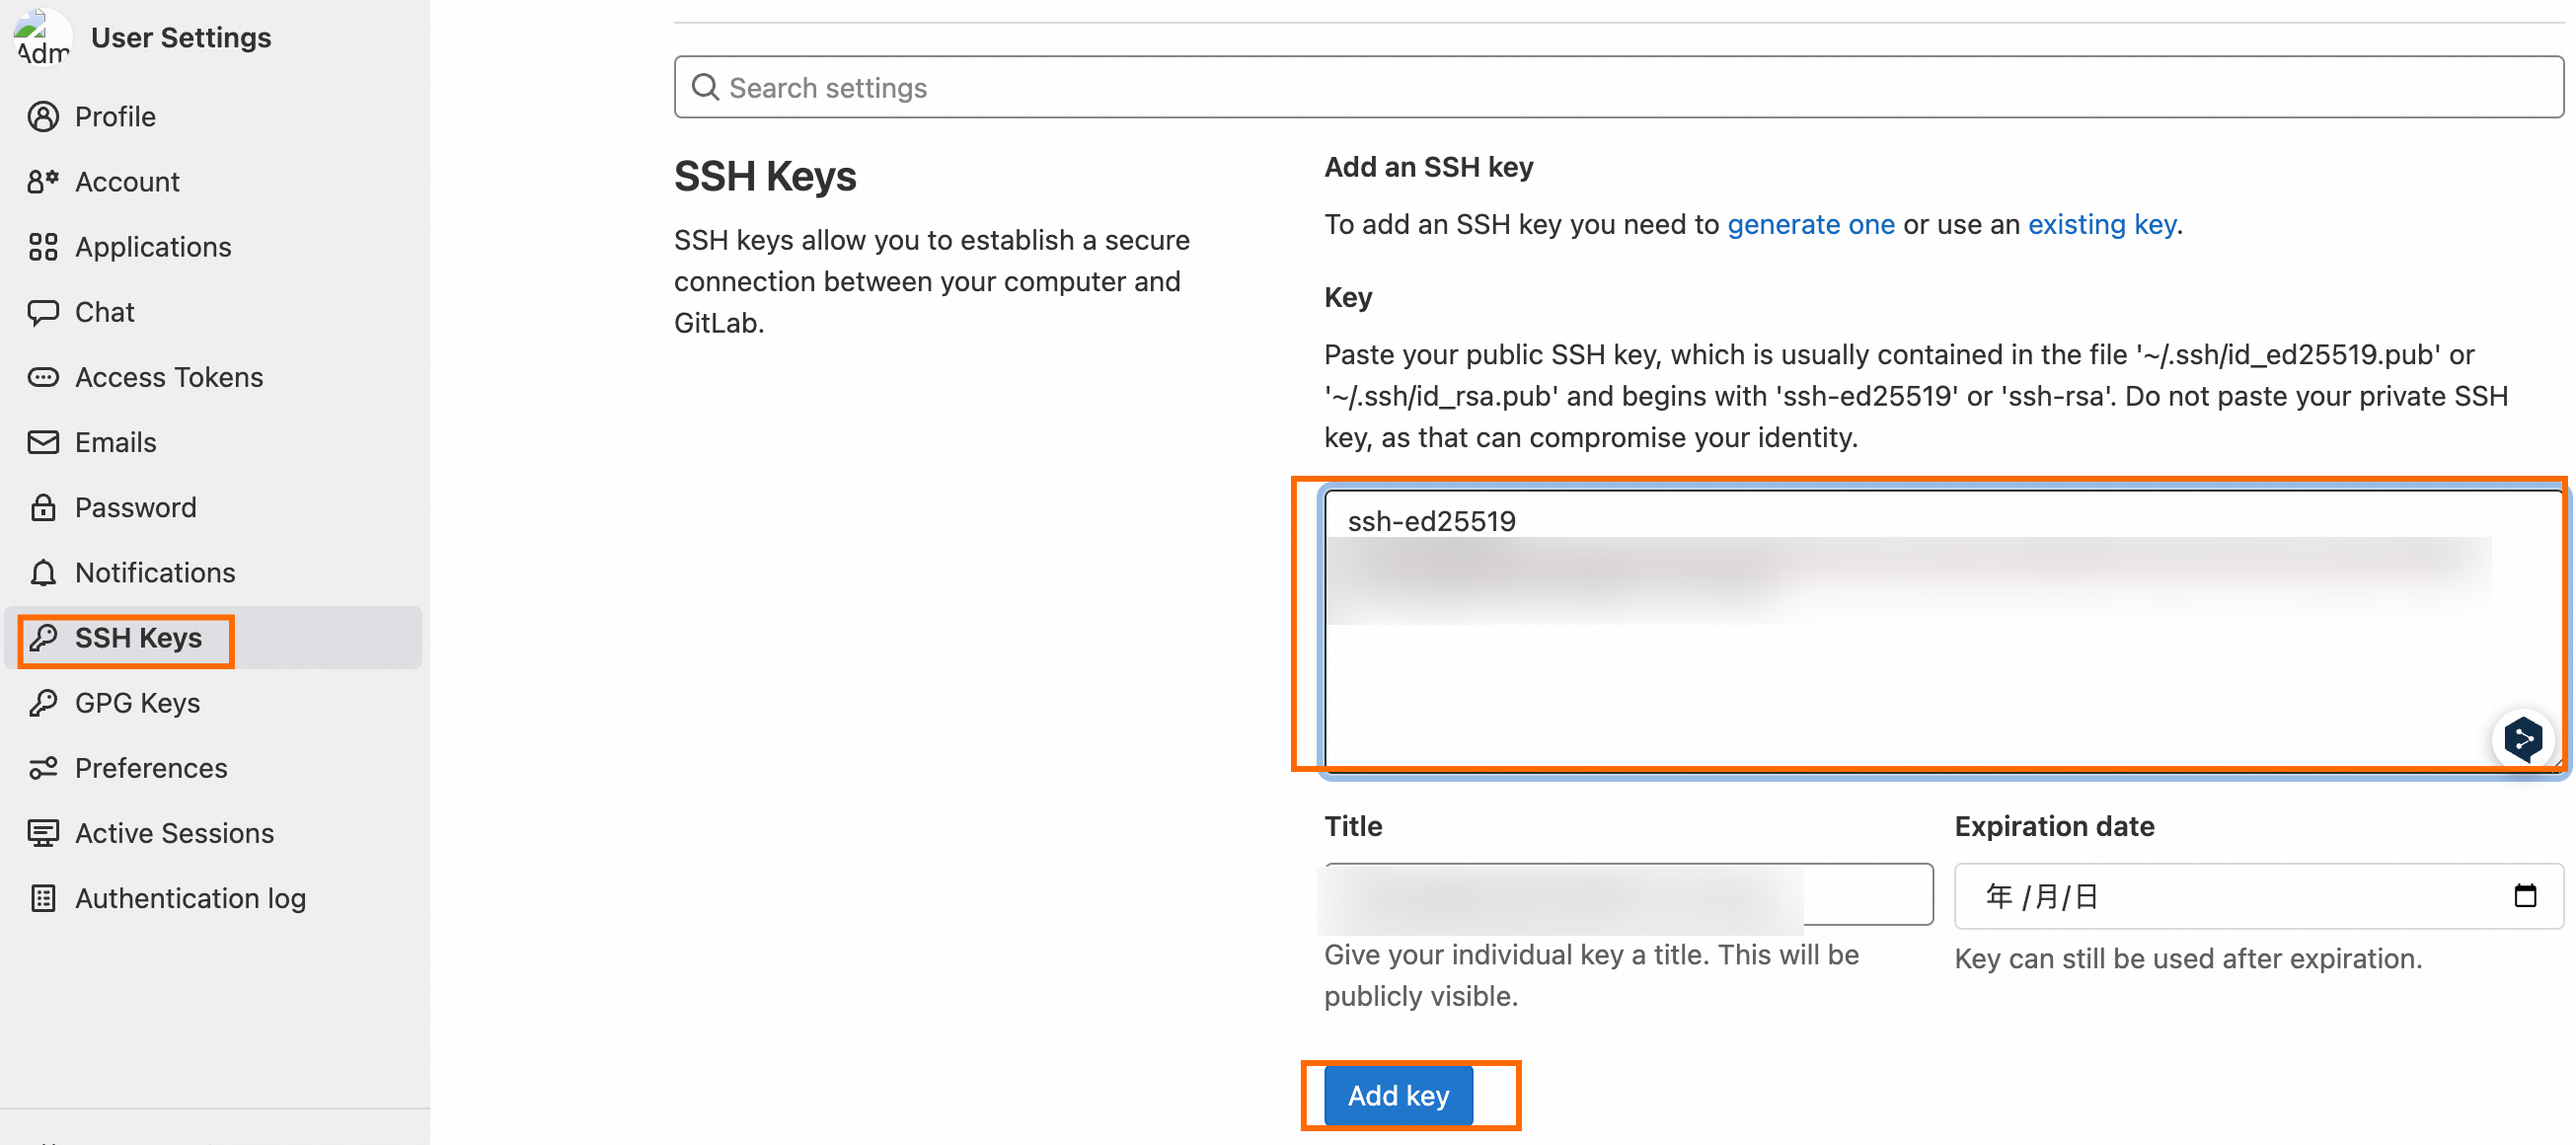 Adm
User Settings
Profile
Account
Applications
Chat
Access Tokens
Emails
Password
Notifications
SSH Keys
GPG Keys
Preferences
Active Sessions
Authentication log
Search settings
SSH Keys
SSH keys allow you to establish a secure
connection between your computer and
GitLab.
Add an SSH key
To add an SSH key you need to generate one or use an existing key.
Key
Paste your public SSH key, which is usually contained in the file '~/.ssh/id_ed25519.pub' or
'~/.ssh/id_rsa.pub' and begins with 'ssh-ed25519' or 'ssh-rsa'. Do not paste your private SSH
key, as that can compromise your identity.
ssh-ed25519
Title
Give your individual key a title. This will be
publicly visible.
Expiration date
年 /月/日
Key can still be used after expiration.
Add key